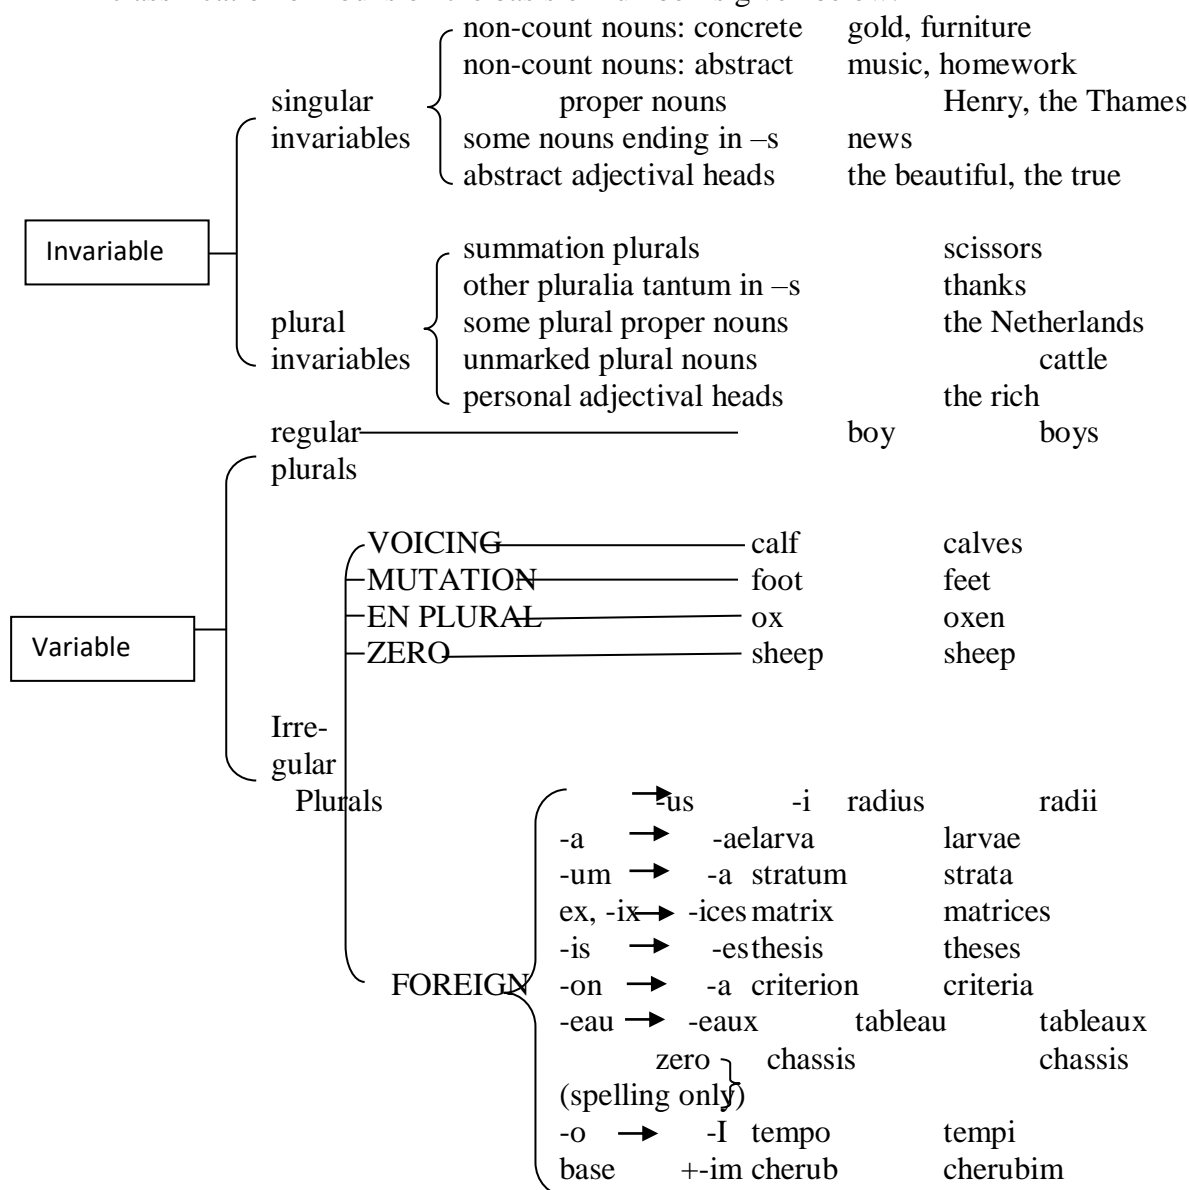 non-count nouns: concrete gold, furniture
non-count nouns: abstract music, homework
singular proper nouns Henry, the Thames
invariables some nouns ending in –s news
abstract adjectival heads the beautiful, the true
Invariable summation plurals scissors
other pluralia tantum in –s thanks
plural some plural proper nouns the Netherlands
invariables unmarked plural nouns cattle
personal adjectival heads the rich
regular boy boys
plurals
VOICING calf calves
MUTATION foot feet
EN PLURAL ox oxen
Variable ZERO sheep sheep
Irre-
gular
Plurals -us -i radius radii
-a -ae larva larvae
-um -a stratum strata
ex, -ix -ices matrix matrices
-is -es thesis theses
FOREIGN -on -a criterion criteria
-eau -eaux tableau tableaux
zero chassis chassis
(spelling only)
-o -I tempo tempi
base +-im cherub cherubim